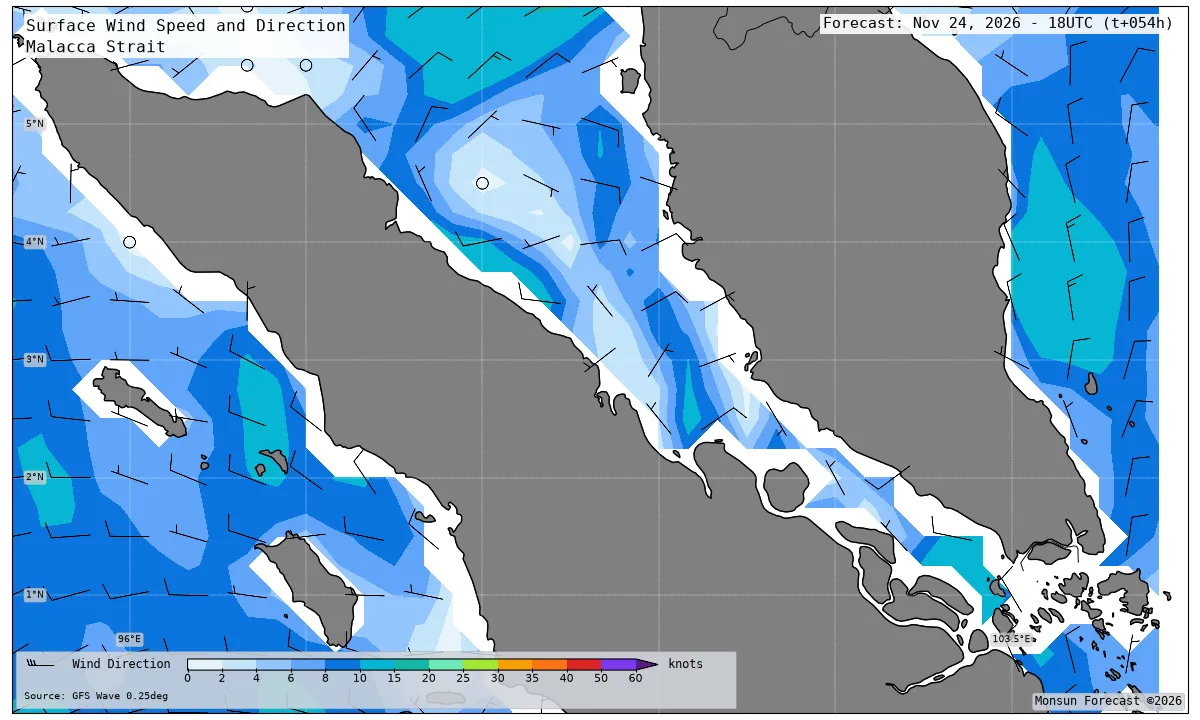 Surface Wind Speed and Direction
Malacca Strait
Forecast: Nov 24, 2026 - 18UTC (t+054h)
5°N
4°N
3°N
2°N
1°N
96°E
Wind Direction
0 2 4 6 8 10 12 15 20 25 30 35 40 50 60
knots
Source: GFS Wave 0.25deg
Monsun Forecast ©2026